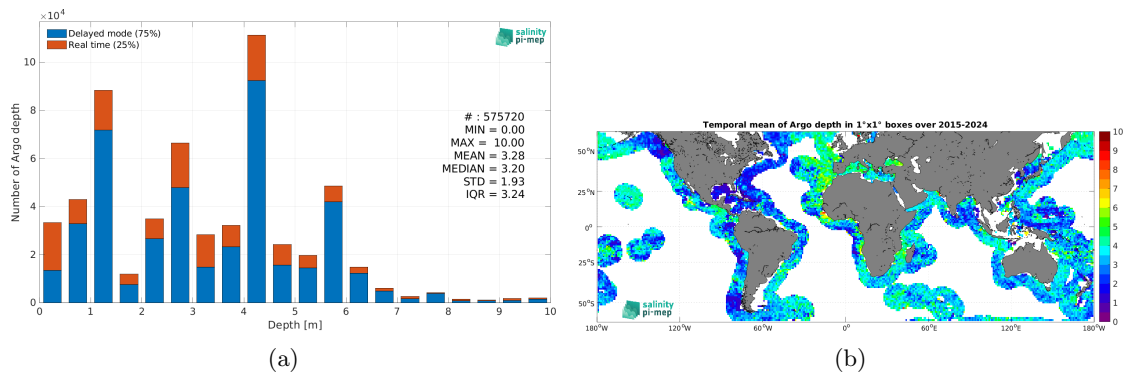 ×10⁴
Delayed mode (75%)
Real time (25%)
salinity
pi-mep
10
8
6
4
2
0
Number of Argo depth
# : 575720
MIN = 0.00
MAX = 10.00
MEAN = 3.28
MEDIAN = 3.20
STD = 1.93
IQR = 3.24
0 1 2 3 4 5 6 7 8 9 10
Depth [m]
(a)
Temporal mean of Argo depth in 1°x1° boxes over 2015-2024
50°N
25°N
0°
25°S
50°S
salinity
pi-mep
180°W 120°W 60°W 0° 60°E 120°E 180°W
10
9
8
7
6
5
4
3
2
1
0
(b)